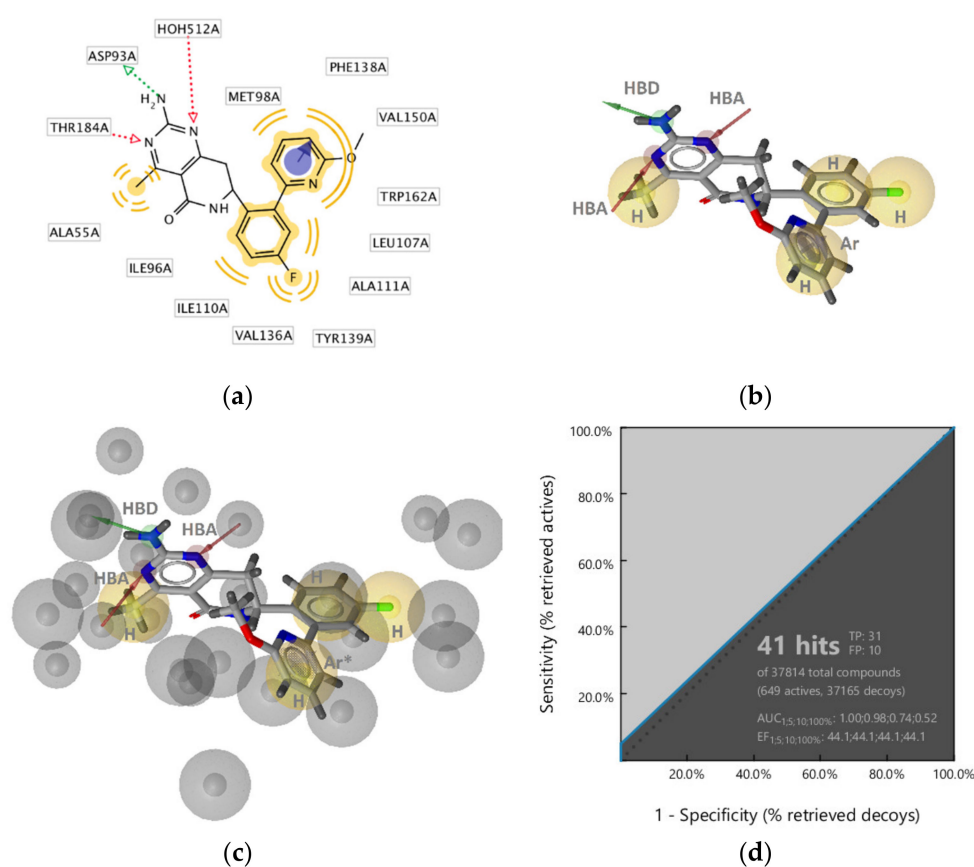 HOH512A
ASP93A
H2N
N
THR184A
N
MET98A
PHE138A
VAL150A
O
N
TRP162A
O
NH
ALA55A
LEU107A
ILE96A
F
ALA111A
ILE110A
VAL136A
TYR139A
(a)
HBD
HBA
HBA
H
H
H
Ar
H
(b)
HBD
HBA
HBA
H
H
H
Ar*
H
(c)
100.0%
80.0%
60.0%
40.0%
20.0%
Sensitivity (% retrieved actives)
41 hits
TP: 31
FP: 10
of 37814 total compounds
(649 actives, 37165 decoys)
AUC1;5;10;100%: 1.00;0.98;0.74;0.52
EF1;5;10;100%: 44.1;44.1;44.1;44.1
20.0% 40.0% 60.0% 80.0% 100.0%
1 - Specificity (% retrieved decoys)
(d)